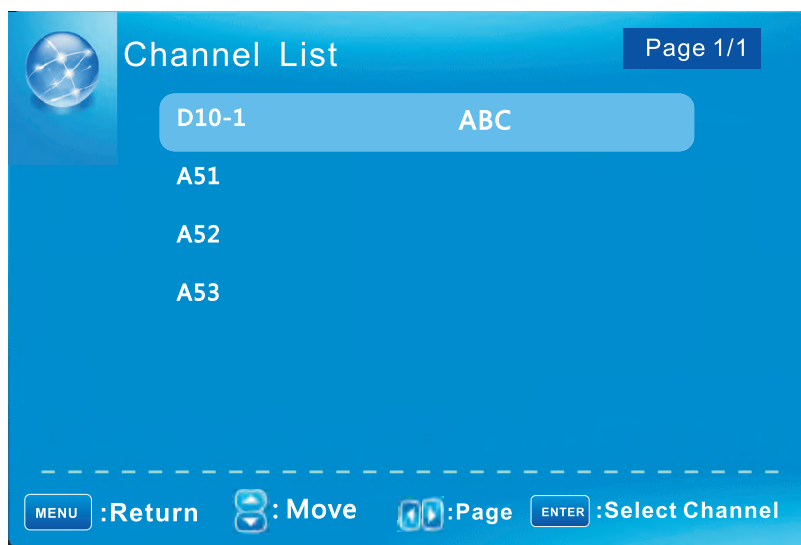 Channel List
Page 1/1
D10-1 ABC
A51
A52
A53
MENU :Return : Move :Page ENTER :Select Channel